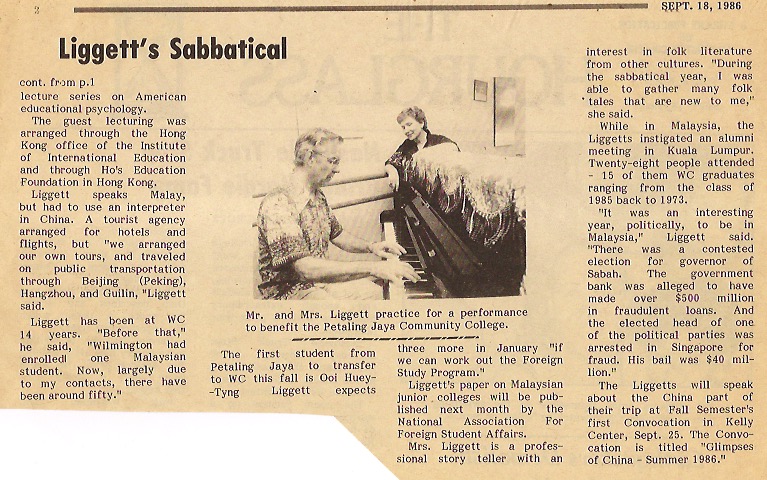 2
SEPT. 18, 1986
Liggett's Sabbatical
cont. from p.1
lecture series on American
educational psychology.
The guest lecturing was
arranged through the Hong
Kong office of the Institute
of International Education
and through Ho's Education
Foundation in Hong Kong.
Liggett speaks Malay,
but had to use an interpreter
in China. A tourist agency
arranged for hotels and
flights, but "we arranged
our own tours, and traveled
on public transportation
through Beijing (Peking),
Hangzhou, and Guilin, "Liggett
said.
Liggett has been at WC
14 years. "Before that,"
he said, "Wilmington had
enrolled one Malaysian
student. Now, largely due
to my contacts, there have
been around fifty."
Mr. and Mrs. Liggett practice for a performance
to benefit the Petaling Jaya Community College.
The first student from
Petaling Jaya to transfer
to WC this fall is Ooi Huey-
-Tyng Liggett expects
three more in January "if
we can work out the Foreign
Study Program."
Liggett's paper on Malaysian
junior colleges will be pub-
lished next month by the
National Association For
Foreign Student Affairs.
Mrs. Liggett is a profes-
sional story teller with an
interest in folk literature
from other cultures. "During
the sabbatical year, I was
able to gather many folk
tales that are new to me,"
she said.
While in Malaysia, the
Liggetts instigated an alumni
meeting in Kuala Lumpur.
Twenty-eight people attended
- 15 of them WC graduates
ranging from the class of
1985 back to 1973.
"It was an interesting
year, politically, to be in
Malaysia," Liggett said.
"There was a contested
election for governor of
Sabah. The government
bank was alleged to have
made over $500 million
in fraudulent loans. And
the elected head of one
of the political parties was
arrested in Singapore for
fraud. His bail was $40 mil-
lion."
The Liggetts will speak
about the China part of
their trip at Fall Semester's
first Convocation in Kelly
Center, Sept. 25. The Convo-
cation is titled "Glimpses
of China - Summer 1986."